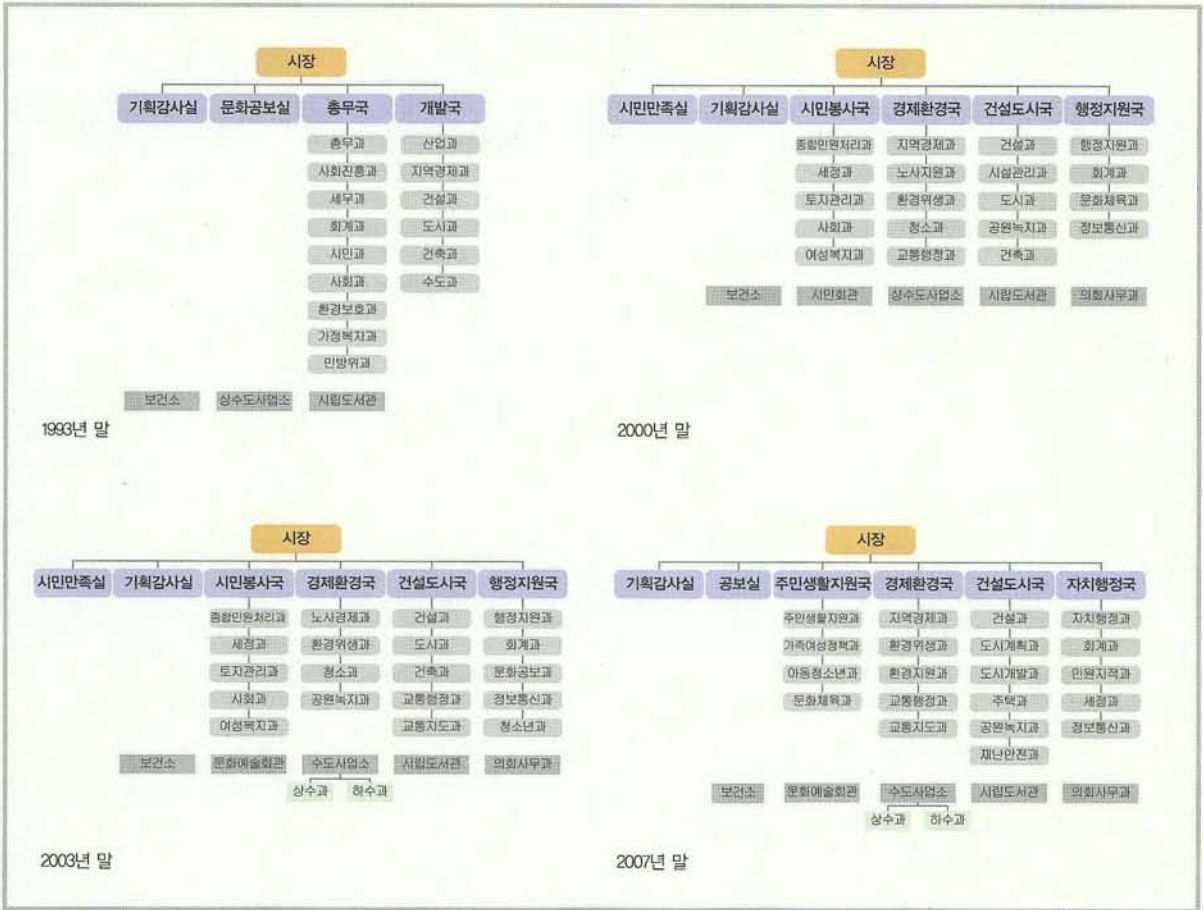 시장
기획감사실 문화공보실 총무국 개발국
총무과 산업과
사회진흥과 지역경제과
세무과 건설과
회계과 도시과
시민과 건축과
사회과 수도과
환경보호과
가정복지과
민방위과
보건소 상수도사업소 시립도서관
1993년 말
시장
시민만족실 기획감사실 시민봉사국 경제환경국 건설도시국 행정지원국
종합민원처리과 지역경제과 건설과 행정지원과
세정과 노사지원과 시설관리과 회계과
토지관리과 환경위생과 도시과 문화체육과
사회과 청소과 공원녹지과 정보통신과
여성복지과 교통행정과 건축과
보건소 시민회관 상수도사업소 시립도서관 의회사무과
2000년 말
시장
시민만족실 기획감사실 시민봉사국 경제환경국 건설도시국 행정지원국
종합민원처리과 노사경제과 건설과 행정지원과
세정과 환경위생과 도시과 회계과
토지관리과 청소과 건축과 문화공보과
사회과 공원녹지과 교통행정과 정보통신과
여성복지과 교통지도과 청소년과
보건소 문화예술회관 수도사업소 시립도서관 의회사무과
상수과 하수과
2003년 말
시장
기획감사실 공보실 주민생활지원국 경제환경국 건설도시국 자치행정국
주민생활지원과 지역경제과 건설과 자치행정과
가족여성정책과 환경위생과 도시계획과 회계과
아동청소년과 환경지원과 도시개발과 민원지적과
문화체육과 교통행정과 주택과 세정과
교통지도과 공원녹지과 정보통신과
재난안전과
보건소 문화예술회관 수도사업소 시립도서관 의회사무과
상수과 하수과
2007년 말